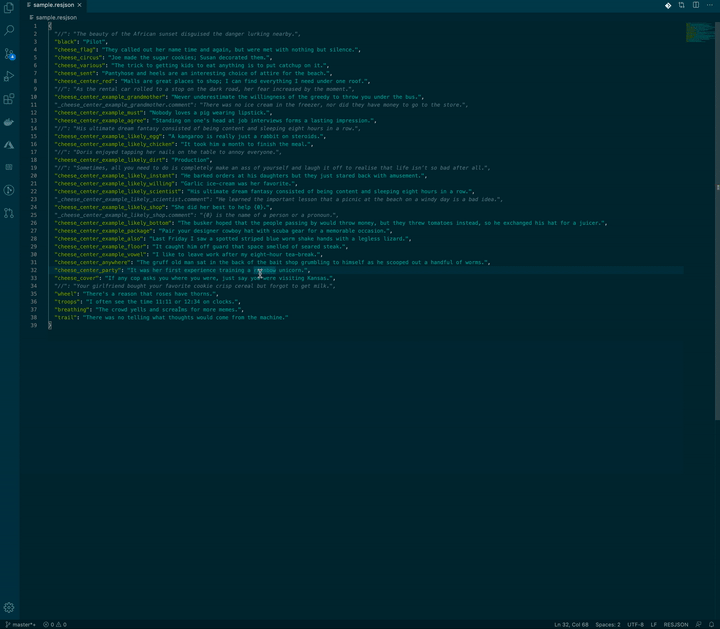 sample.resjson ×
sample.resjson
1 {
2 "//": "The beauty of the African sunset disguised the danger lurking nearby.",
3 "block": "Pilot",
4 "cheese_flag": "They called out her name time and again, but were met with nothing but silence.",
5 "cheese_circus": "Joe made the sugar cookies; Susan decorated them.",
6 "cheese_various": "The trick to getting kids to eat anything is to put catchup on it.",
7 "cheese_sent": "Pantyhose and heels are an interesting choice of attire for the beach.",
8 "cheese_center_red": "Malls are great places to shop; I can find everything I need under one roof.",
9 "//": "As the rental car rolled to a stop on the dark road, her fear increased by the moment.",
10 "cheese_center_example_grandmother": "Never underestimate the willingness of the greedy to throw you under the bus.",
11 "_cheese_center_example_grandmother.comment": "There was no ice cream in the freezer, nor did they have money to go to the store.",
12 "cheese_center_example_must": "Nobody loves a pig wearing lipstick.",
13 "cheese_center_example_agree": "Standing on one's head at job interviews forms a lasting impression.",
14 "//": "His ultimate dream fantasy consisted of being content and sleeping eight hours in a row.",
15 "cheese_center_example_likely_egg": "A kangaroo is really just a rabbit on steroids.",
16 "cheese_center_example_likely_chicken": "It took him a month to finish the meal.",
17 "//": "Doris enjoyed tapping her nails on the table to annoy everyone.",
18 "cheese_center_example_likely_dirt": "Production",
19 "//": "Sometimes, all you need to do is completely make an ass of yourself and laugh it off to realise that life isn't so bad after all.",
20 "cheese_center_example_likely_instant": "He barked orders at his daughters but they just stared back with amusement.",
21 "cheese_center_example_likely_willing": "Garlic ice-cream was her favorite.",
22 "cheese_center_example_likely_scientist": "His ultimate dream fantasy consisted of being content and sleeping eight hours in a row.",
23 "_cheese_center_example_likely_scientist.comment": "He learned the important lesson that a picnic at the beach on a windy day is a bad idea.",
24 "cheese_center_example_likely_shop": "She did her best to help {0}.",
25 "_cheese_center_example_likely_shop.comment": "{0} is the name of a person or a pronoun.",
26 "cheese_center_example_likely_bottom": "The busker hoped that the people passing by would throw money, but they threw tomatoes instead, so he exchanged his hat for a juicer.",
27 "cheese_center_example_package": "Pair your designer cowboy hat with scuba gear for a memorable occasion.",
28 "cheese_center_example_also": "Last Friday I saw a spotted striped blue worm shake hands with a legless lizard.",
29 "cheese_center_example_floor": "It caught him off guard that space smelled of seared steak.",
30 "cheese_center_example_vowel": "I like to leave work after my eight-hour tea-break.",
31 "cheese_center_anywhere": "The gruff old man sat in the back of the bait shop grumbling to himself as he scooped out a handful of worms.",
32 "cheese_center_party": "It was her first experience training a rainbow unicorn.",
33 "cheese_cover": "If any cop asks you where you were, just say you were visiting Kansas.",
34 "//": "Your girlfriend bought your favorite cookie crisp cereal but forgot to get milk.",
35 "wheel": "There's a reason that roses have thorns.",
36 "troops": "I often see the time 11:11 or 12:34 on clocks.",
37 "breathing": "The crowd yells and screams for more memes.",
38 "trail": "There was no telling what thoughts would come from the machine."
39 }
master*+ 0 0 Ln 32, Col 68 Spaces: 2 UTF-8 LF RESJSON